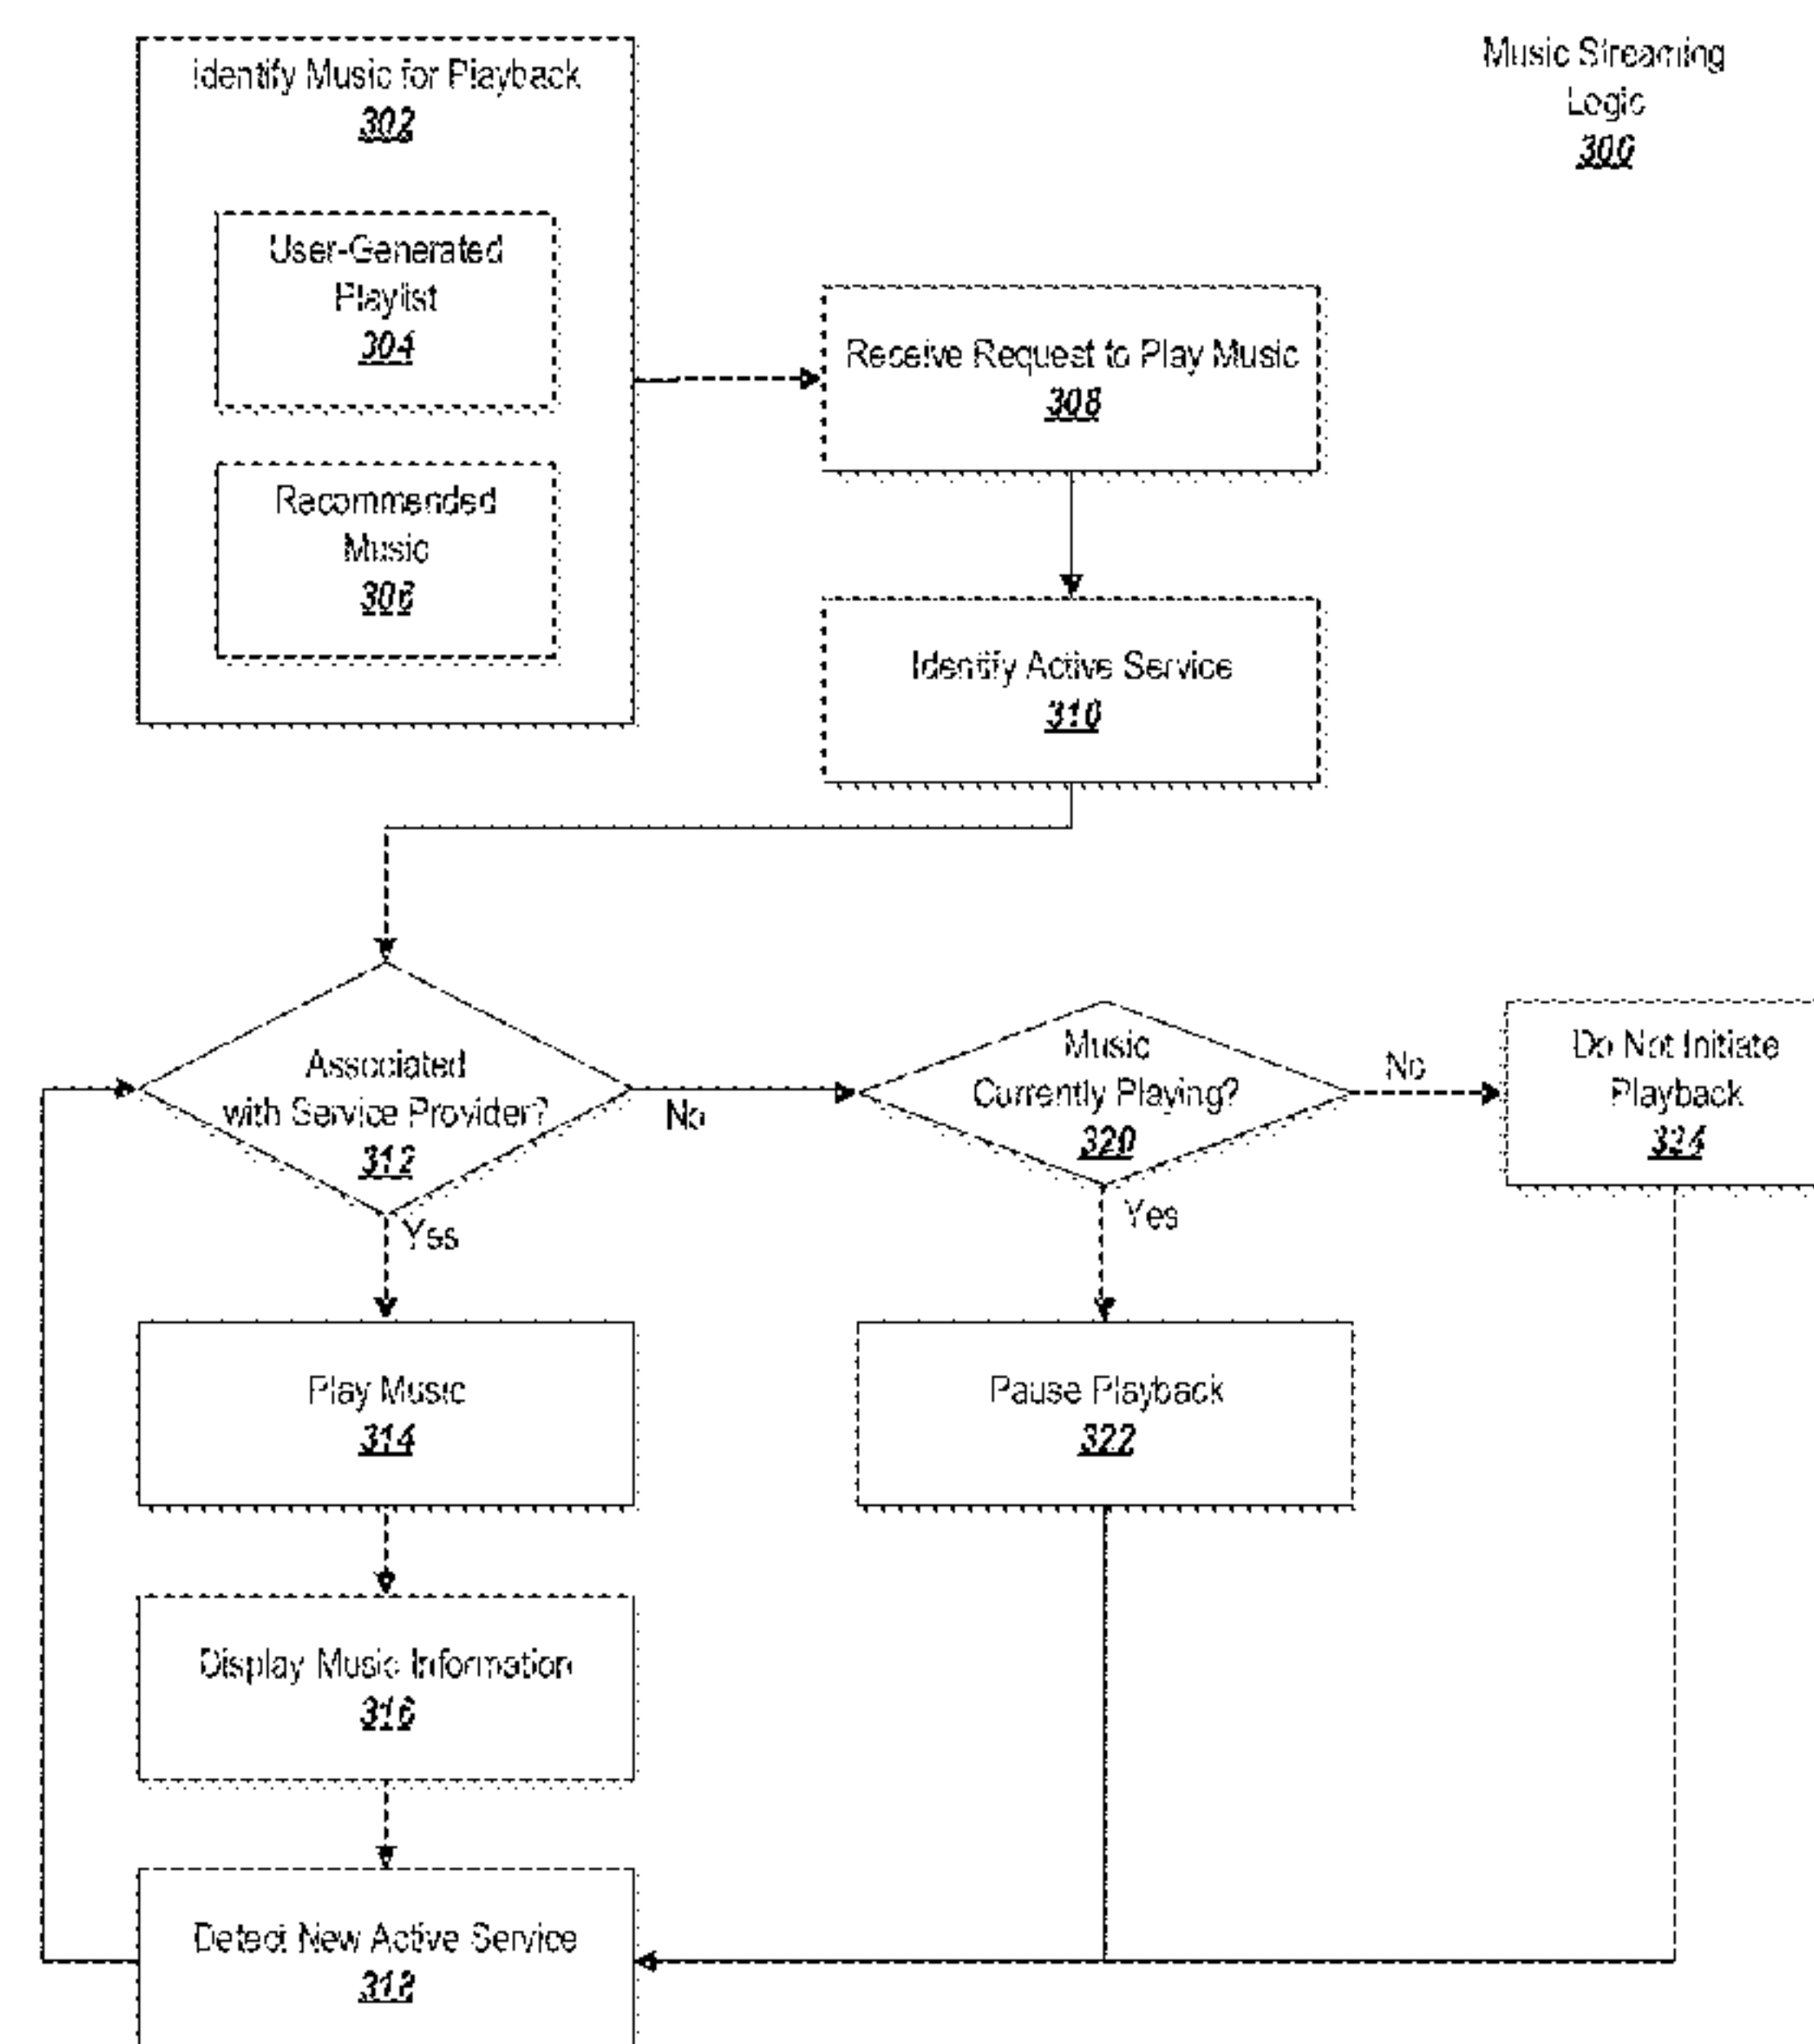 Music Streaming
Logic
300
Identify Music for Playback
302
User-Generated
Playlist
304
Recommended
Music
306
Receive Request to Play Music
308
Identify Active Service
310
Associated
with Service Provider?
312
No
Yes
Music
Currently Playing?
320
No
Yes
Do Not Initiate
Playback
324
Play Music
314
Pause Playback
322
Display Music Information
316
Detect New Active Service
318